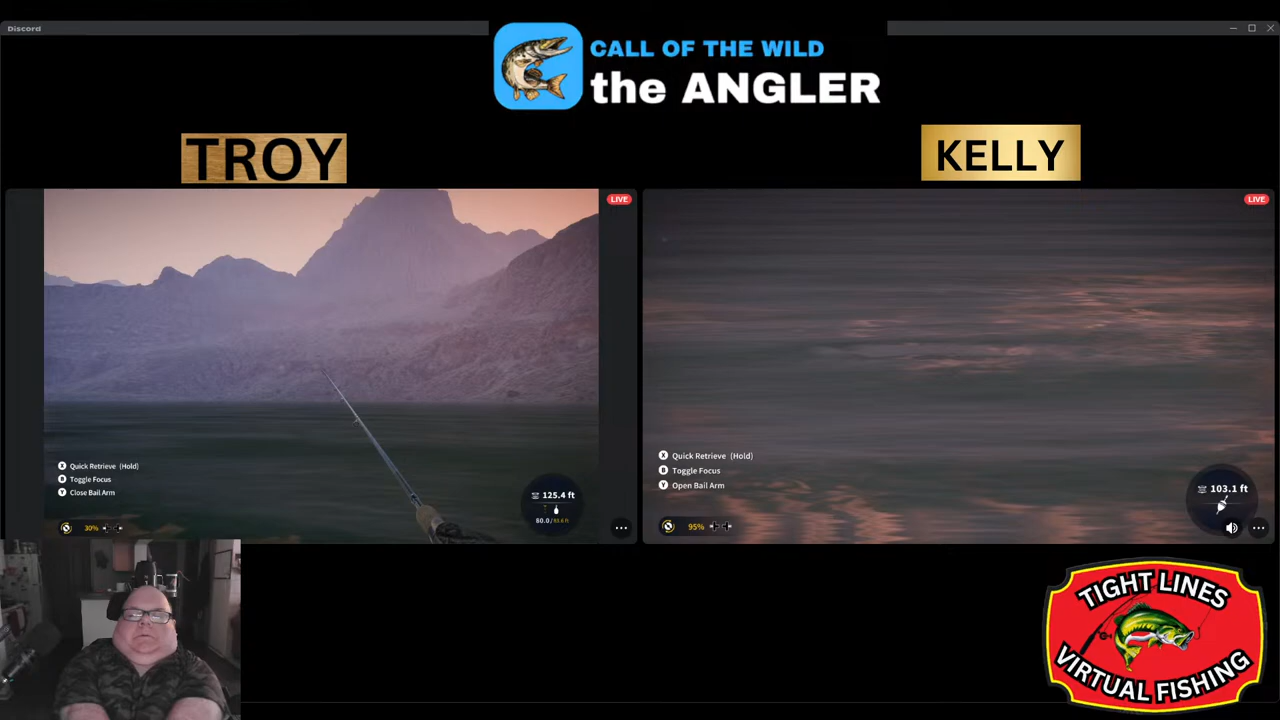 Discord
CALL OF THE WILD
the ANGLER
TROY
KELLY
LIVE
LIVE
X Quick Retrieve (Hold)
B Toggle Focus
Y Close Bail Arm
30%
125.4 ft
X Quick Retrieve (Hold)
B Toggle Focus
Y Open Bail Arm
95%
103.1 ft
TIGHT LINES
VIRTUAL FISHING